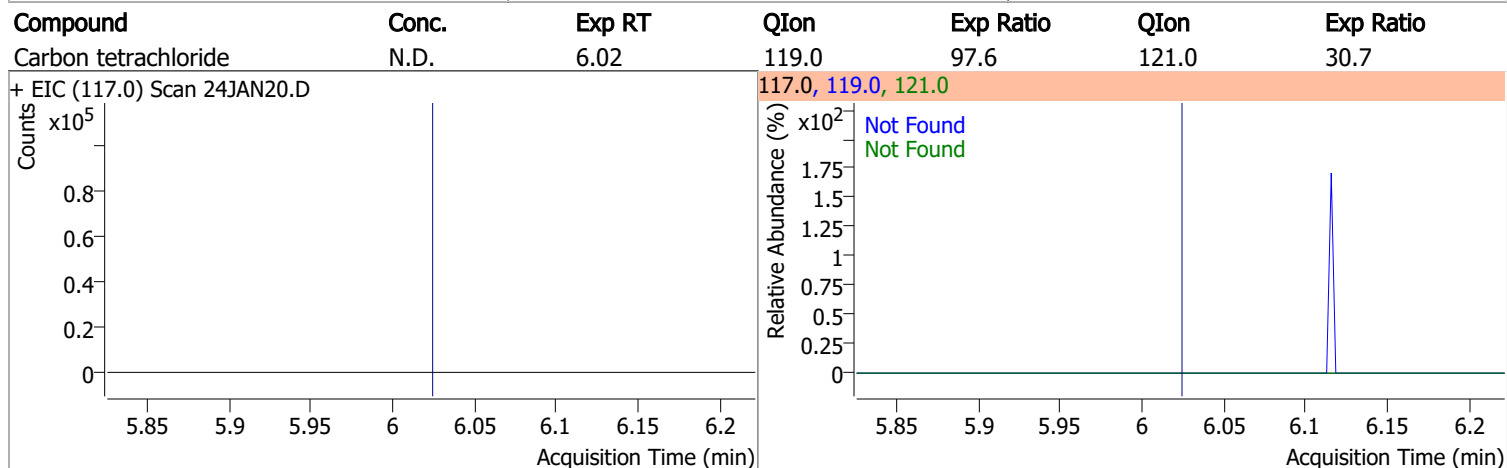 Compound Conc. Exp RT QIon Exp Ratio QIon Exp Ratio
Carbon tetrachloride N.D. 6.02 119.0 97.6 121.0 30.7
+ EIC (117.0) Scan 24JAN20.D
Counts
x10⁵
0.8
0.6
0.4
0.2
0
5.85 5.9 5.95 6 6.05 6.1 6.15 6.2
Acquisition Time (min)
117.0, 119.0, 121.0
Relative Abundance (%)
x10²
Not Found
Not Found
1.75
1.5
1.25
1
0.75
0.5
0.25
0
5.85 5.9 5.95 6 6.05 6.1 6.15 6.2
Acquisition Time (min)